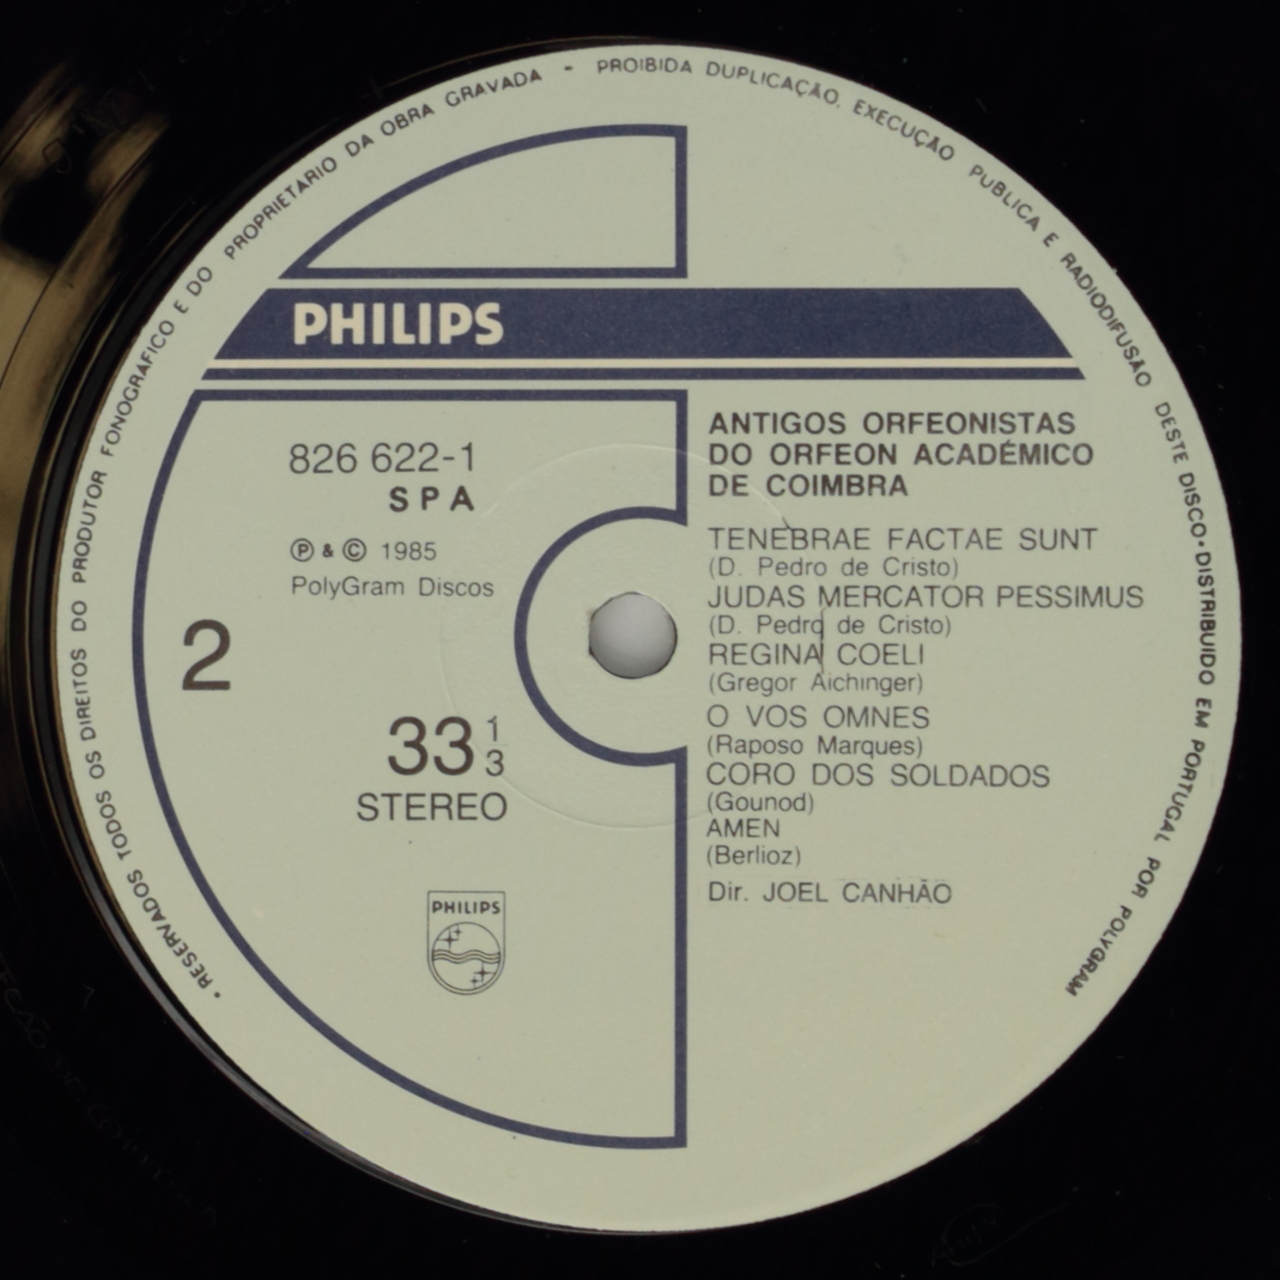 • RESERVADOS TODOS OS DIREITOS DO PRODUTOR FONOGRAFICO E DO PROPRIETARIO DA OBRA GRAVADA - PROIBIDA DUPLICAÇÃO, EXECUÇÃO PUBLICA E RADIODIFUSÃO DESTE DISCO • DISTRIBUIDO EM PORTUGAL POR POLYGRAM
PHILIPS
826 622-1
SPA
Ⓟ & © 1985
PolyGram Discos
2
33 1/3
STEREO
PHILIPS
ANTIGOS ORFEONISTAS
DO ORFEON ACADÉMICO
DE COIMBRA
TENEBRAE FACTAE SUNT
(D. Pedro de Cristo)
JUDAS MERCATOR PESSIMUS
(D. Pedro de Cristo)
REGINA COELI
(Gregor Aichinger)
O VOS OMNES
(Raposo Marques)
CORO DOS SOLDADOS
(Gounod)
AMEN
(Berlioz)
Dir. JOEL CANHÃO